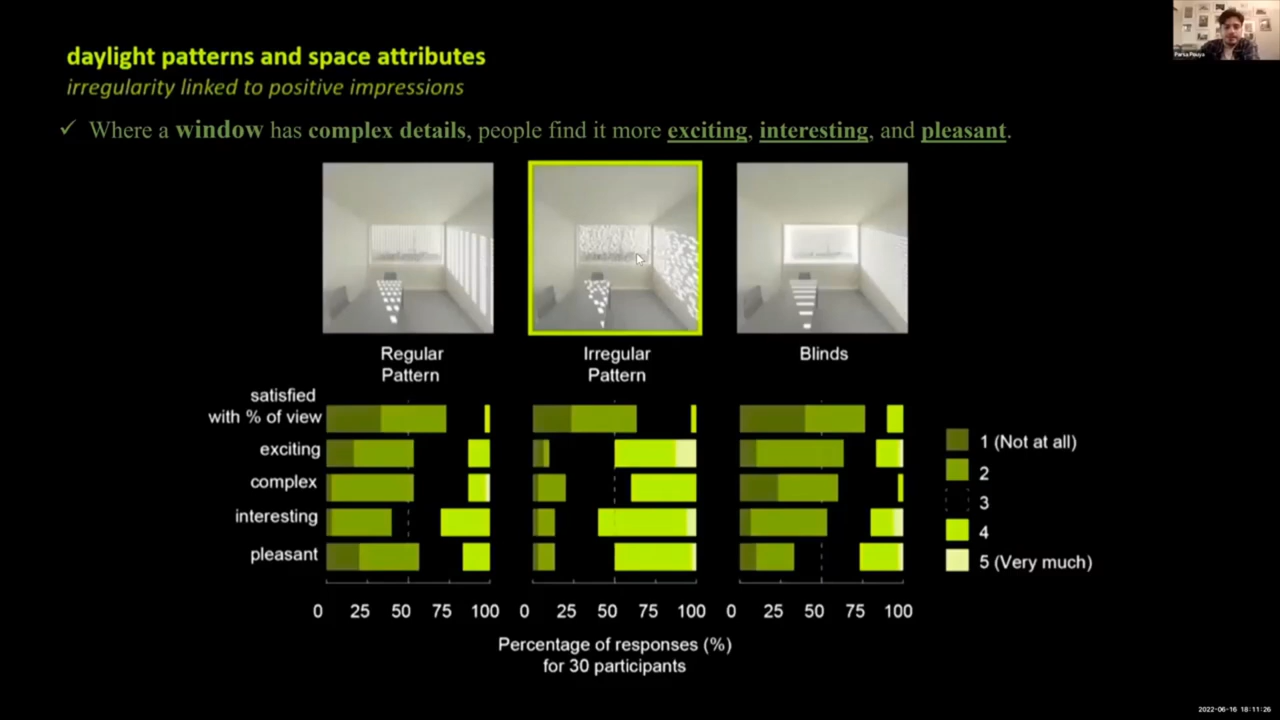 daylight patterns and space attributes
irregularity linked to positive impressions
✓ Where a window has complex details, people find it more exciting, interesting, and pleasant.
Regular
Pattern
Irregular
Pattern
Blinds
satisfied
with % of view
exciting
complex
interesting
pleasant
1 (Not at all)
2
3
4
5 (Very much)
0 25 50 75 100 0 25 50 75 100 0 25 50 75 100
Percentage of responses (%)
for 30 participants
2022-06-16 18:11:26